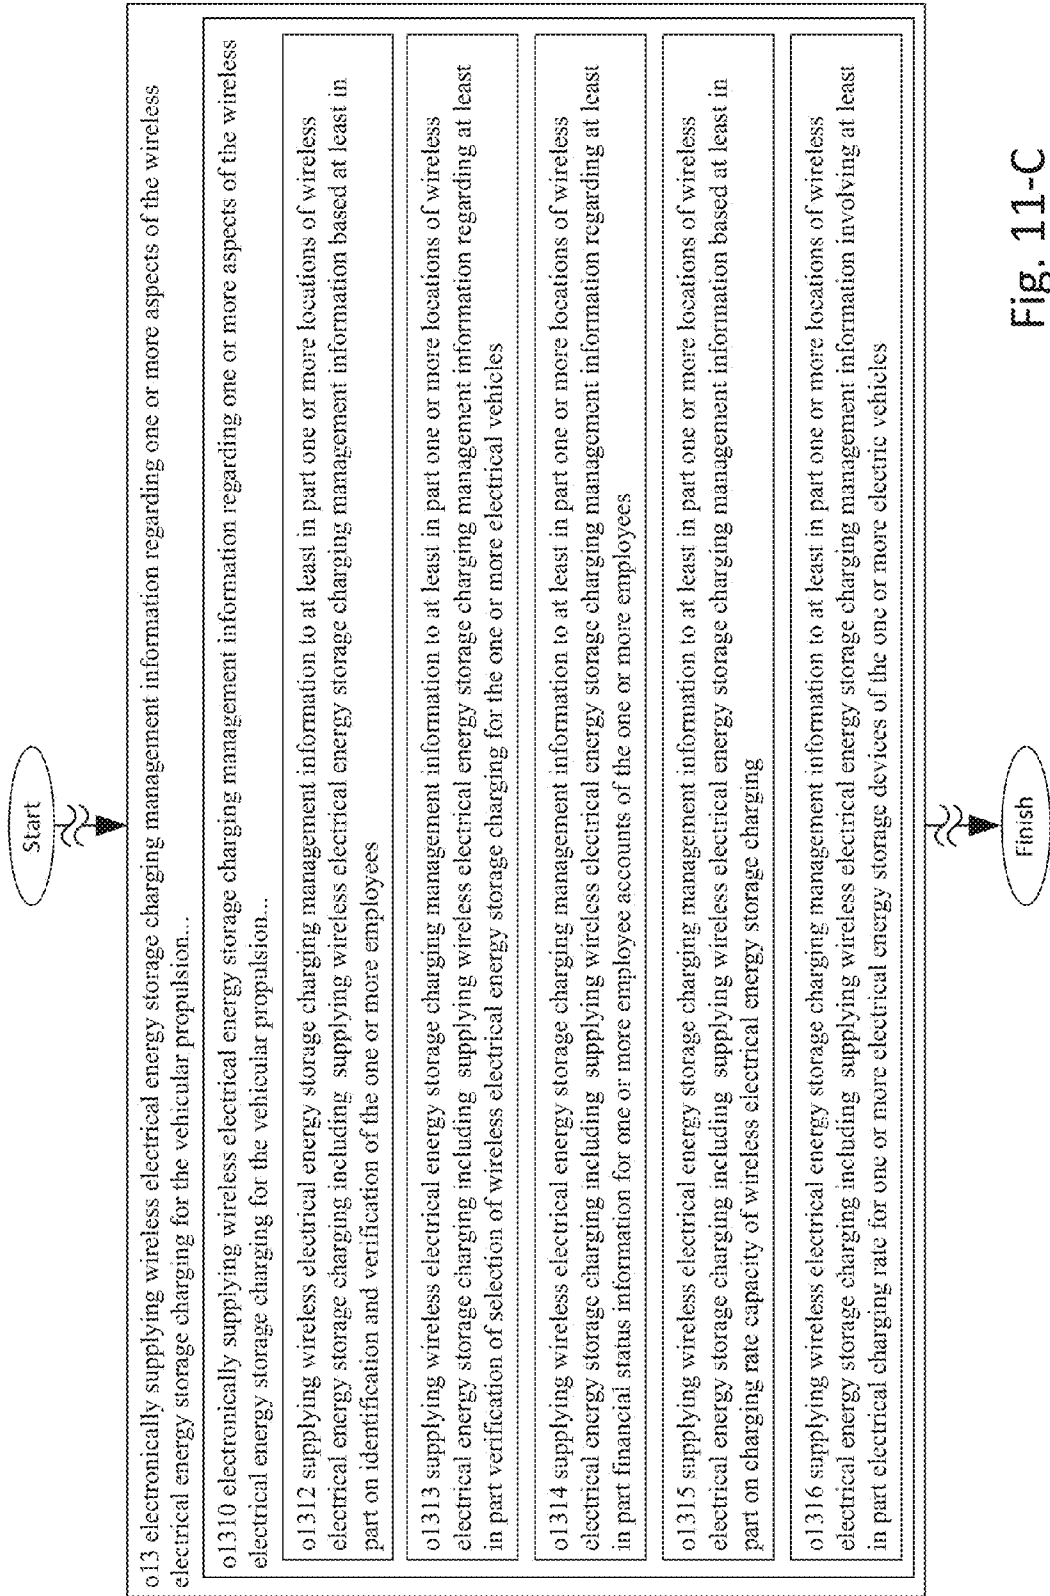 Start
o13 electronically supplying wireless electrical energy storage charging management information regarding one or more aspects of the wireless
electrical energy storage charging for the vehicular propulsion...
o1310 electronically supplying wireless electrical energy storage charging management information regarding one or more aspects of the wireless
electrical energy storage charging for the vehicular propulsion...
o1312 supplying wireless electrical energy storage charging management information to at least in part one or more locations of wireless
electrical energy storage charging including supplying wireless electrical energy storage charging management information based at least in
part on identification and verification of the one or more employees
o1313 supplying wireless electrical energy storage charging management information to at least in part one or more locations of wireless
electrical energy storage charging including supplying wireless electrical energy storage charging management information regarding at least
in part verification of selection of wireless electrical energy storage charging for the one or more electrical vehicles
o1314 supplying wireless electrical energy storage charging management information to at least in part one or more locations of wireless
electrical energy storage charging including supplying wireless electrical energy storage charging management information regarding at least
in part financial status information for one or more employee accounts of the one or more employees
o1315 supplying wireless electrical energy storage charging management information to at least in part one or more locations of wireless
electrical energy storage charging including supplying wireless electrical energy storage charging management information based at least in
part on charging rate capacity of wireless electrical energy storage charging
o1316 supplying wireless electrical energy storage charging management information to at least in part one or more locations of wireless
electrical energy storage charging including supplying wireless electrical energy storage charging management information involving at least
in part electrical charging rate for one or more electrical energy storage devices of the one or more electric vehicles
Finish
Fig. 11-C